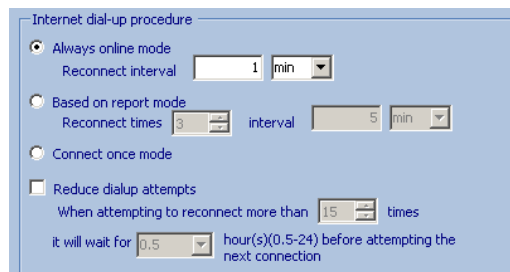 Internet dial-up procedure
Always online mode
Reconnect interval 1 min
Based on report mode
Reconnect times 3 interval 5 min
Connect once mode
Reduce dialup attempts
When attempting to reconnect more than 15 times
it will wait for 0.5 hour(s)(0.5-24) before attempting the
next connection